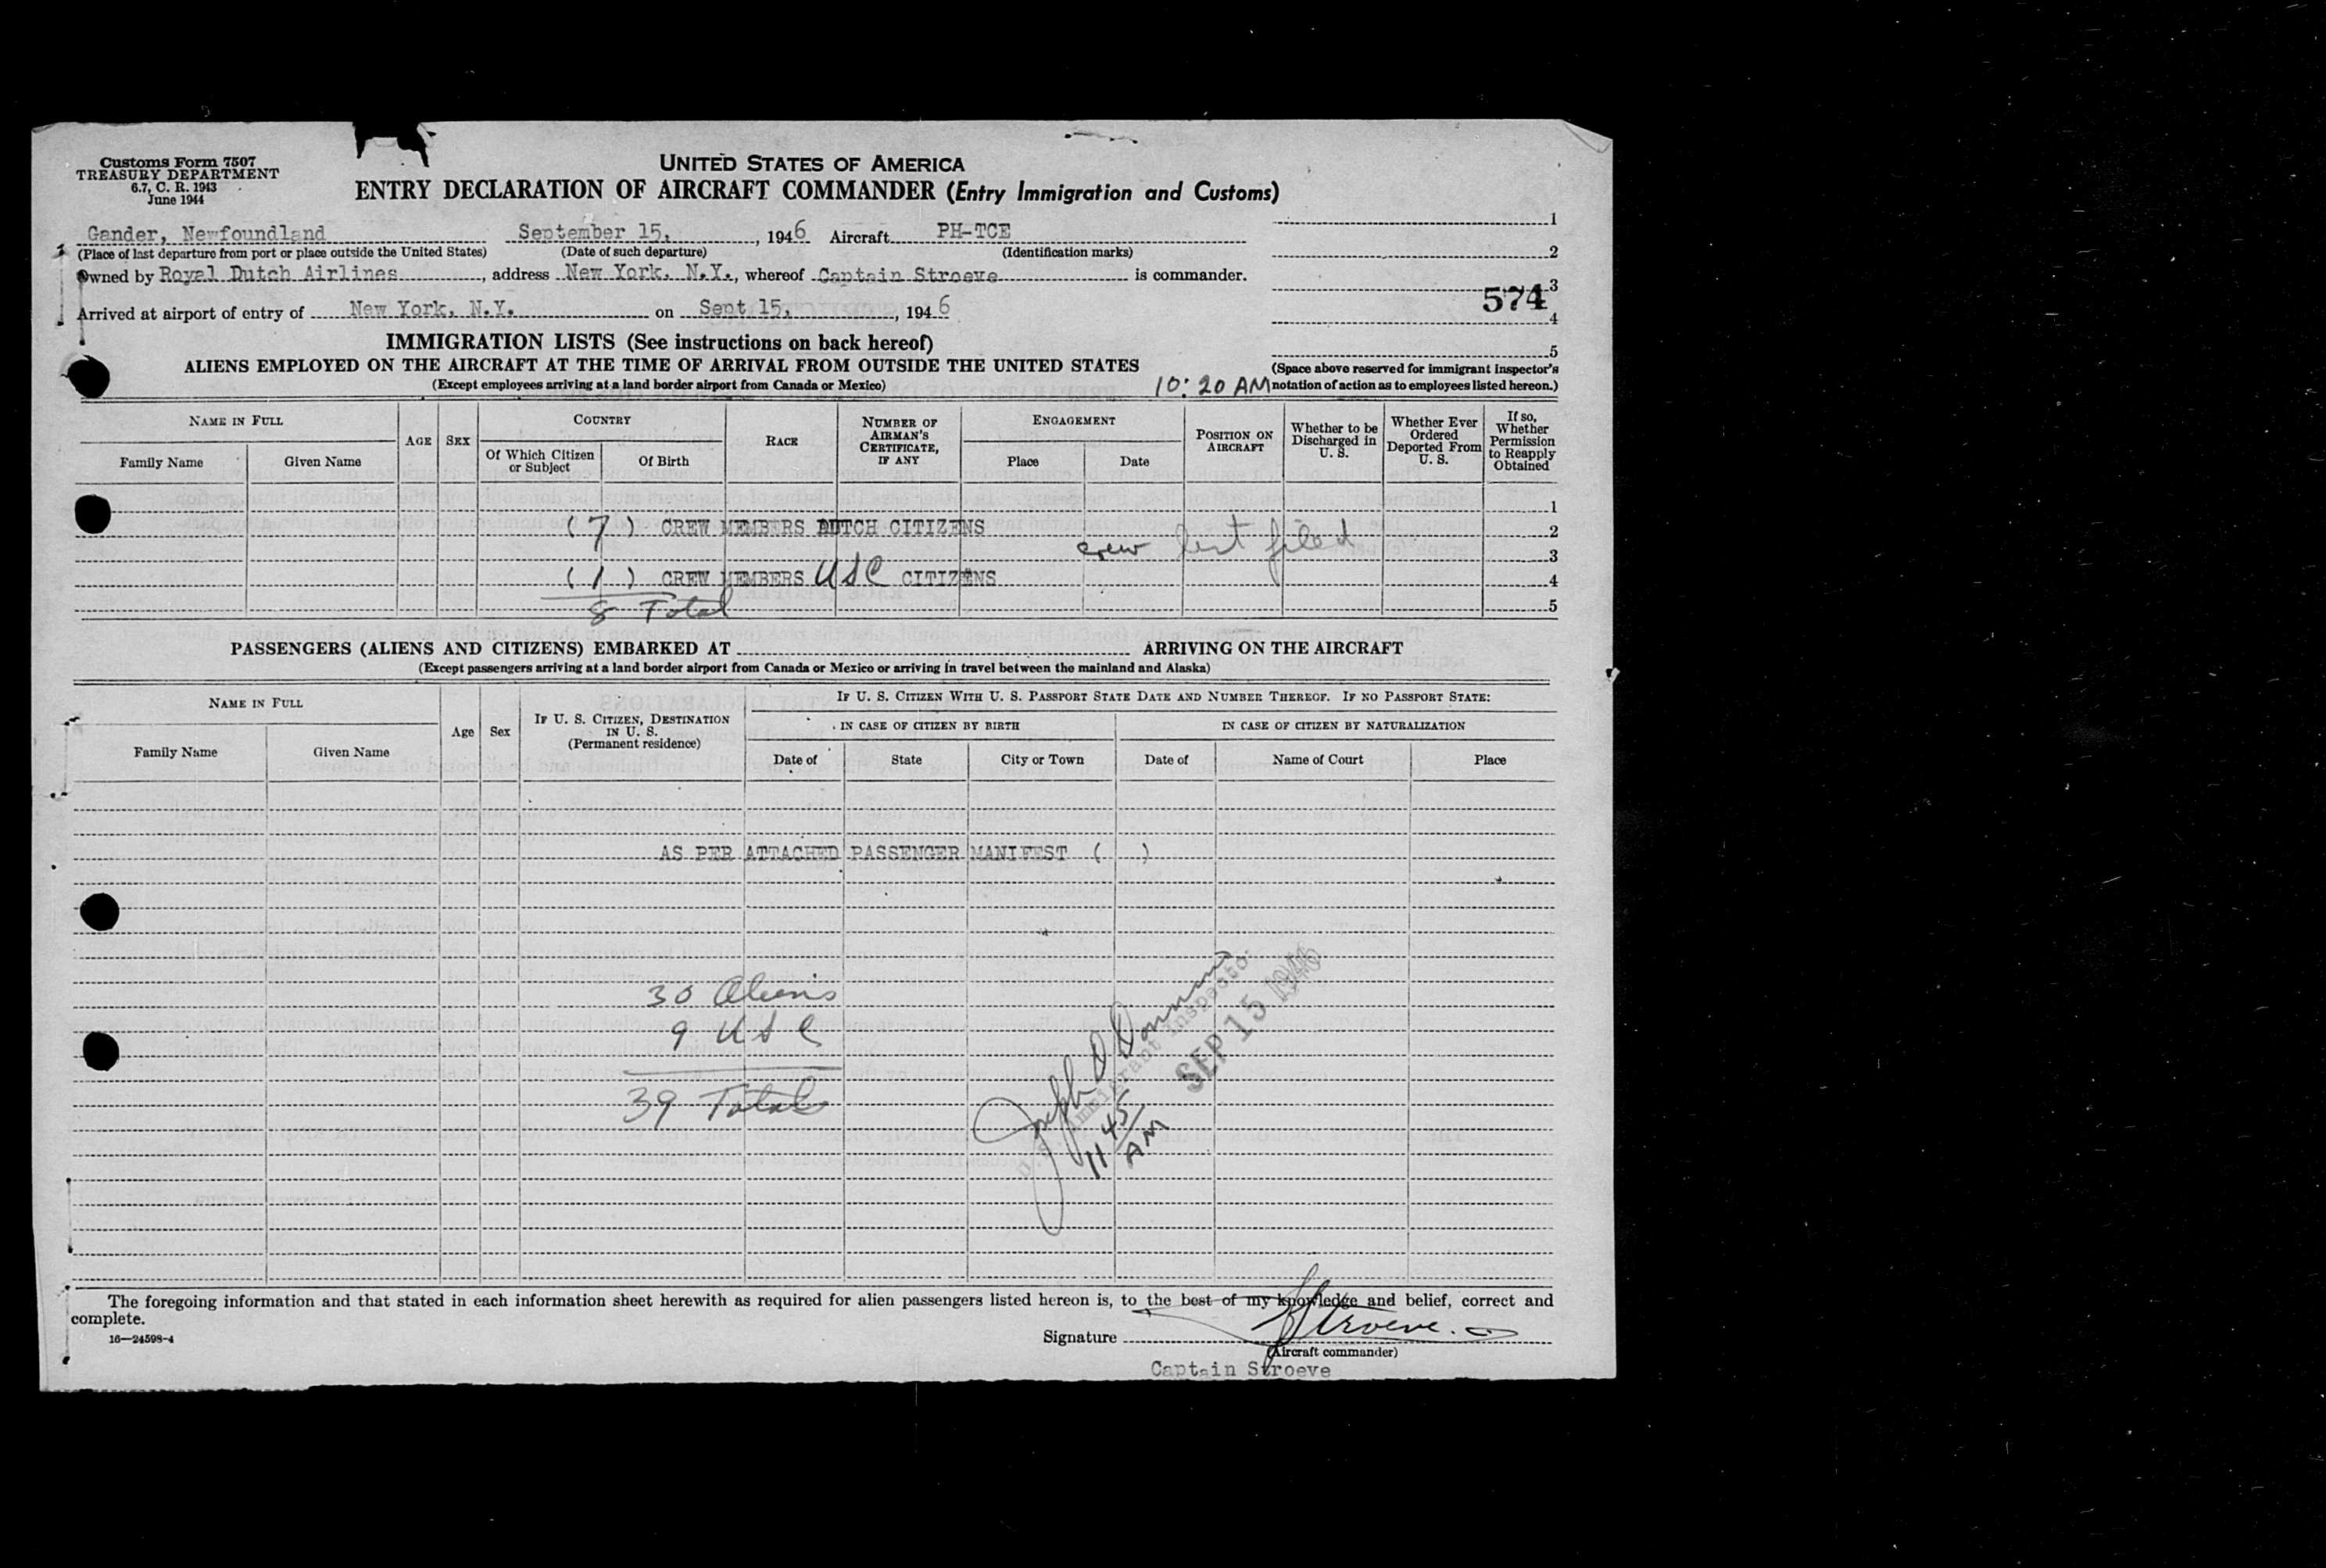 Customs Form 7507
TREASURY DEPARTMENT
6.7, C. R. 1943
June 1944
UNITED STATES OF AMERICA
ENTRY DECLARATION OF AIRCRAFT COMMANDER (Entry Immigration and Customs)
Gander, Newfoundland September 15, , 1946 Aircraft PH-TCE
(Place of last departure from port or place outside the United States) (Date of such departure) (Identification marks)
Owned by Royal Dutch Airlines, address New York, N.Y., whereof Captain Stroeve is commander.
Arrived at airport of entry of New York, N.Y. on Sept 15, , 1946
1
2
3
574
4
5
IMMIGRATION LISTS (See instructions on back hereof)
ALIENS EMPLOYED ON THE AIRCRAFT AT THE TIME OF ARRIVAL FROM OUTSIDE THE UNITED STATES
(Except employees arriving at a land border airport from Canada or Mexico)
10:20 AM
(Space above reserved for immigrant inspector's
notation of action as to employees listed hereon.)
NAME IN FULL
Family Name Given Name
AGE SEX
COUNTRY
Of Which Citizen or Subject Of Birth
RACE
NUMBER OF AIRMAN'S CERTIFICATE, IF ANY
ENGAGEMENT
Place Date
POSITION ON AIRCRAFT
Whether to be Discharged in U. S.
Whether Ever Ordered Deported From U. S.
If so, Whether Permission to Reapply Obtained
1
( 7 ) CREW MEMBERS DUTCH CITIZENS 2
crew list filed 3
( 1 ) CREW MEMBERS USC CITIZENS 4
8 Total 5
PASSENGERS (ALIENS AND CITIZENS) EMBARKED AT ARRIVING ON THE AIRCRAFT
(Except passengers arriving at a land border airport from Canada or Mexico or arriving in travel between the mainland and Alaska)
NAME IN FULL
Family Name Given Name
Age Sex
IF U. S. CITIZEN, DESTINATION IN U. S.
(Permanent residence)
IF U. S. CITIZEN WITH U. S. PASSPORT STATE DATE AND NUMBER THEREOF. IF NO PASSPORT STATE:
IN CASE OF CITIZEN BY BIRTH IN CASE OF CITIZEN BY NATURALIZATION
Date of State City or Town Date of Name of Court Place
AS PER ATTACHED PASSENGER MANIFEST ( )
30 Aliens
9 USC
39 Total
Joseph
U.S. Immigrant Inspector
SEP 15 1946
11 45/ AM
The foregoing information and that stated in each information sheet herewith as required for alien passengers listed hereon is, to the best of my knowledge and belief, correct and
complete.
16—24598-4
Signature Stroeve.
(Aircraft commander)
Captain Stroeve